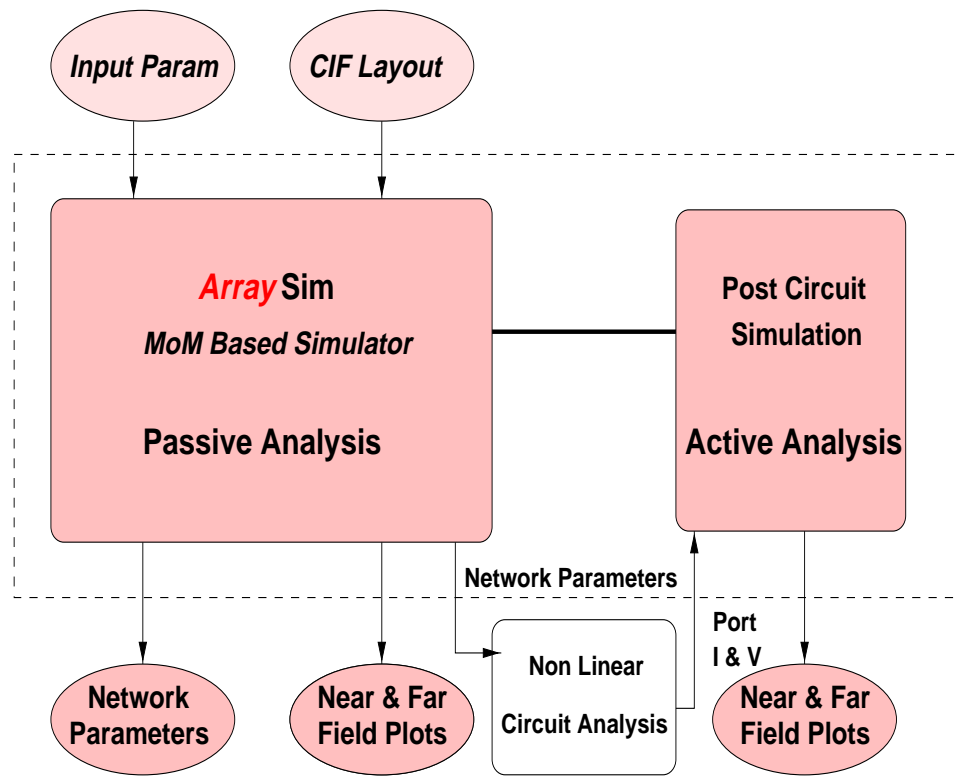 Input Param
CIF Layout
Array Sim
MoM Based Simulator
Passive Analysis
Post Circuit
Simulation
Active Analysis
Network Parameters
Port
I & V
Non Linear
Circuit Analysis
Network
Parameters
Near & Far
Field Plots
Near & Far
Field Plots